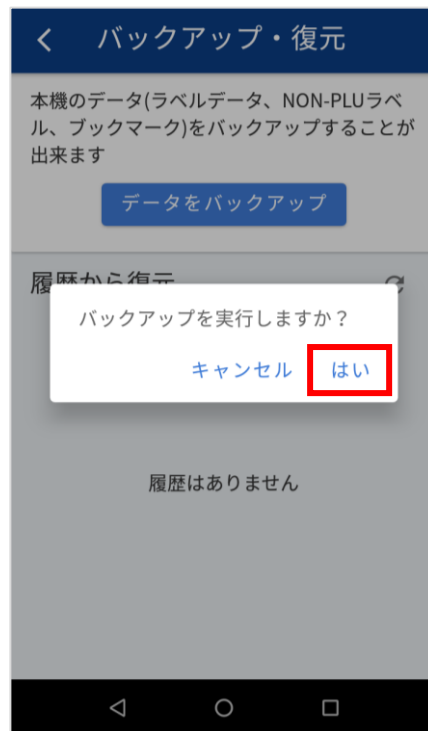 バックアップ・復元
本機のデータ(ラベルデータ、NON-PLUラベ
ル、ブックマーク)をバックアップすることが
出来ます
データをバックアップ
履歴から復元
バックアップを実行しますか？
キャンセル はい
履歴はありません